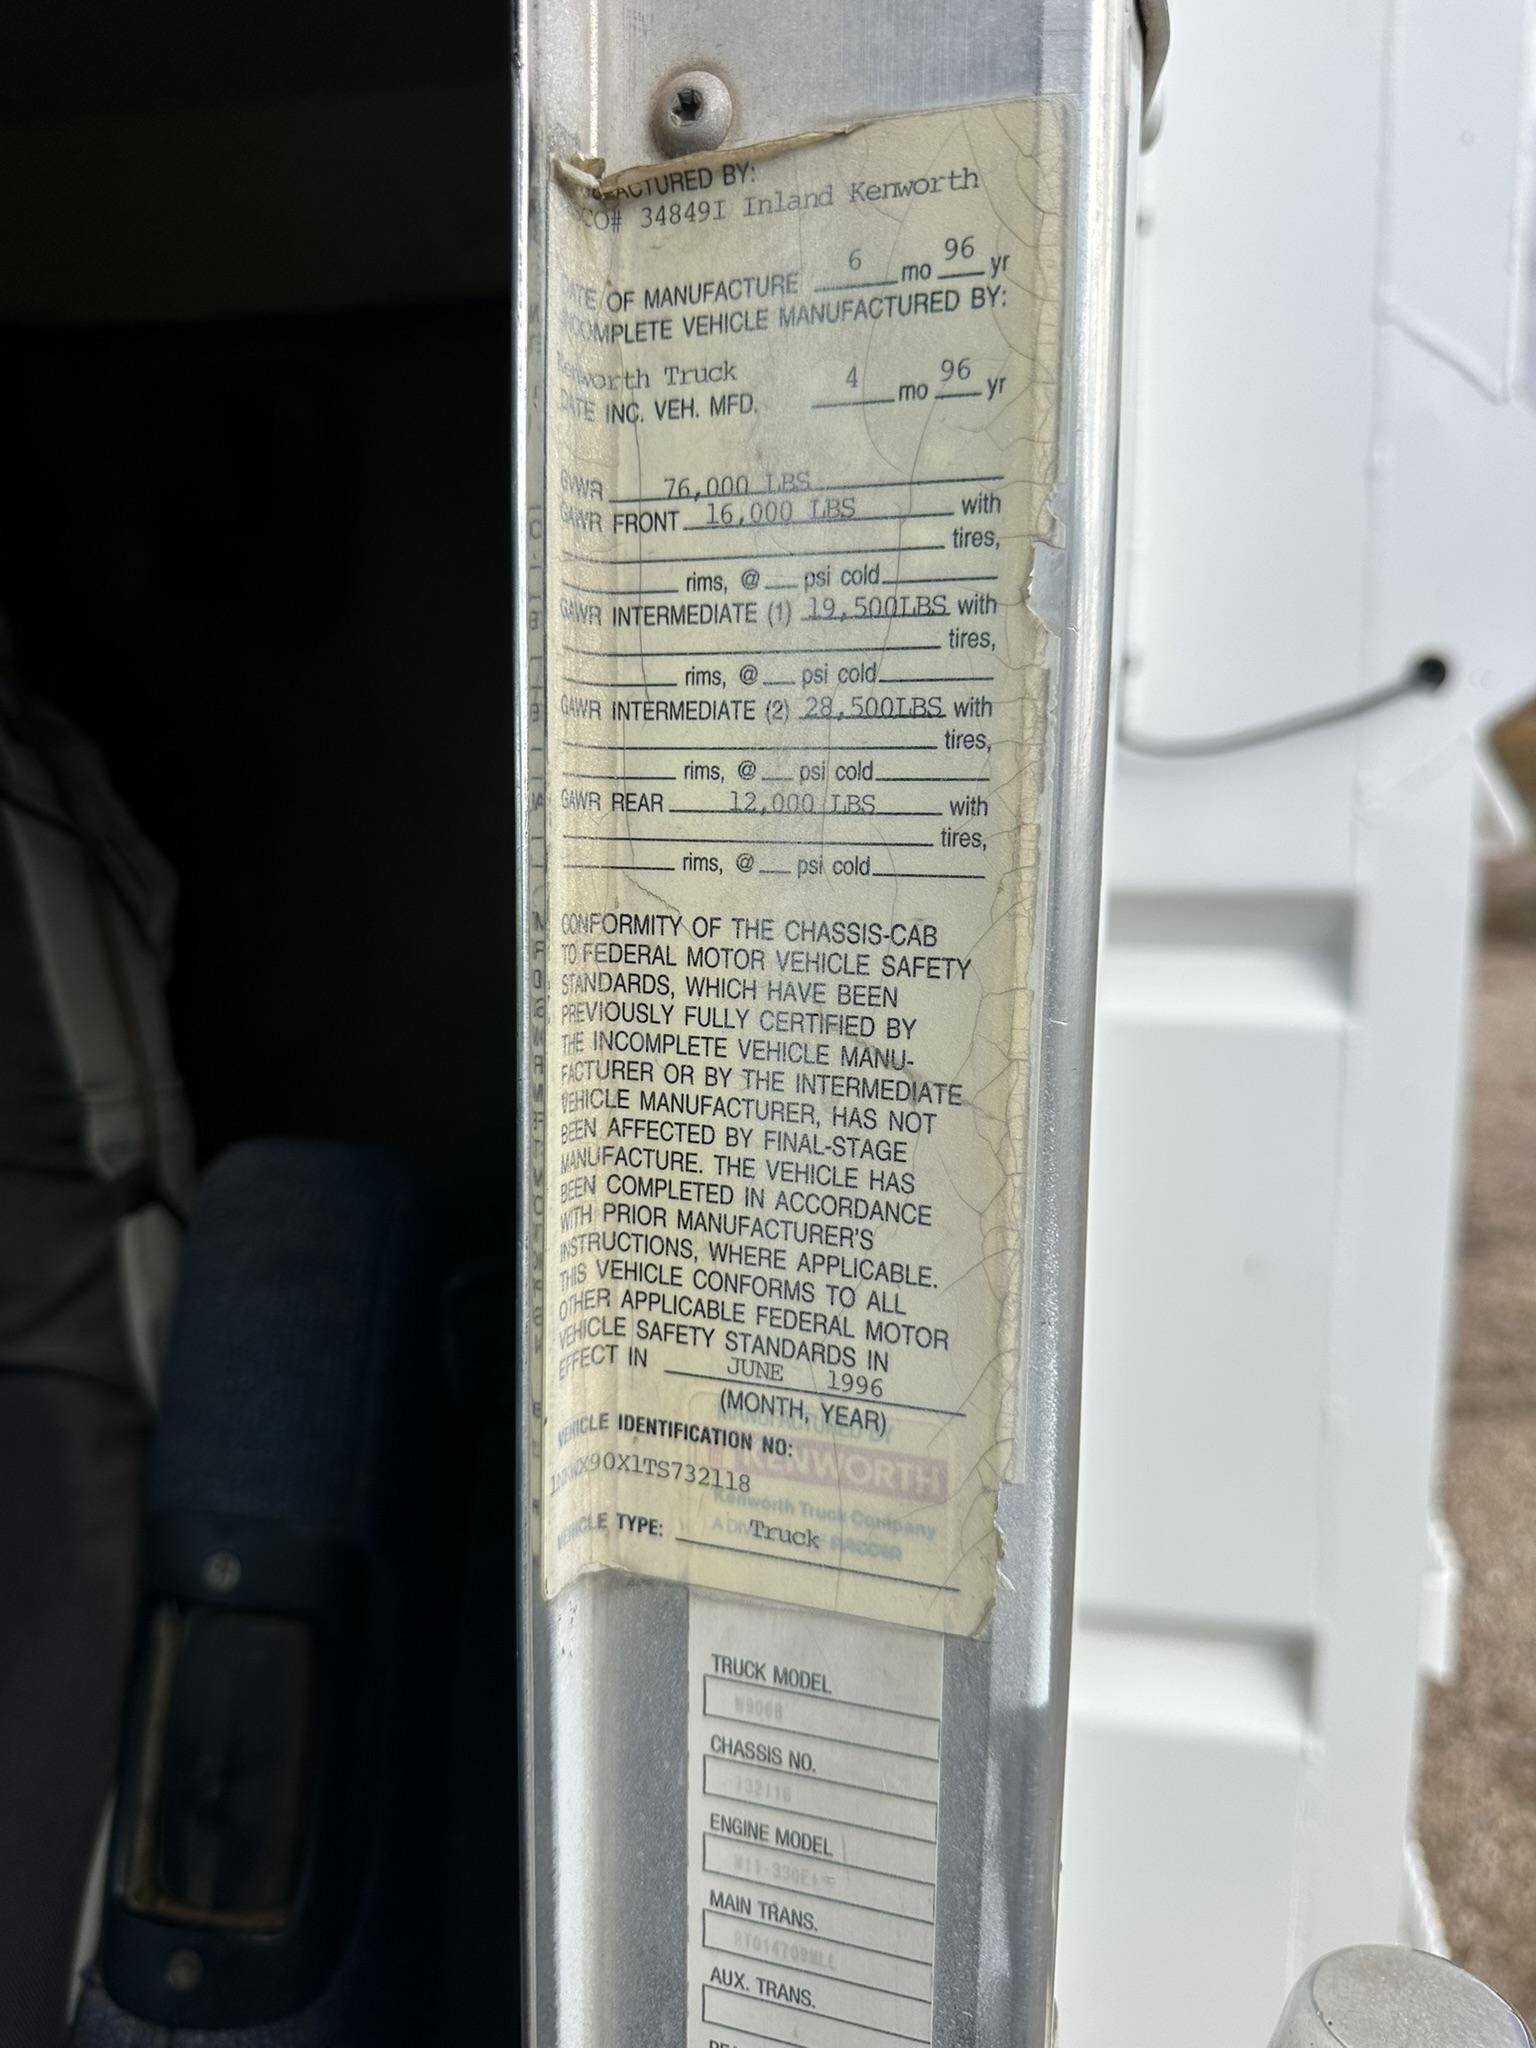 ACTURED BY:
CO# 34849I Inland Kenworth
DATE OF MANUFACTURE 6 mo 96 yr
INCOMPLETE VEHICLE MANUFACTURED BY:
Kenworth Truck
DATE INC. VEH. MFD. 4 mo 96 yr
GVWR 76,000 LBS
GAWR FRONT 16,000 LBS with
tires,
rims, @ psi cold
GAWR INTERMEDIATE (1) 19,500LBS with
tires,
rims, @ psi cold
GAWR INTERMEDIATE (2) 28,500LBS with
tires,
rims, @ psi cold
GAWR REAR 12,000 LBS with
tires,
rims, @ psi cold
CONFORMITY OF THE CHASSIS-CAB
TO FEDERAL MOTOR VEHICLE SAFETY
STANDARDS, WHICH HAVE BEEN
PREVIOUSLY FULLY CERTIFIED BY
THE INCOMPLETE VEHICLE MANU-
FACTURER OR BY THE INTERMEDIATE
VEHICLE MANUFACTURER, HAS NOT
BEEN AFFECTED BY FINAL-STAGE
MANUFACTURE. THE VEHICLE HAS
BEEN COMPLETED IN ACCORDANCE
WITH PRIOR MANUFACTURER'S
INSTRUCTIONS, WHERE APPLICABLE.
THIS VEHICLE CONFORMS TO ALL
OTHER APPLICABLE FEDERAL MOTOR
VEHICLE SAFETY STANDARDS IN
EFFECT IN JUNE 1996
(MONTH, YEAR)
MANUFACTURED BY
VEHICLE IDENTIFICATION NO:
KENWORTH
X90X1TS732118
Kenworth Truck Company
VEHICLE TYPE: Truck
PACCAR
TRUCK MODEL
W900B
CHASSIS NO.
ENGINE MODEL
MAIN TRANS.
AUX. TRANS.